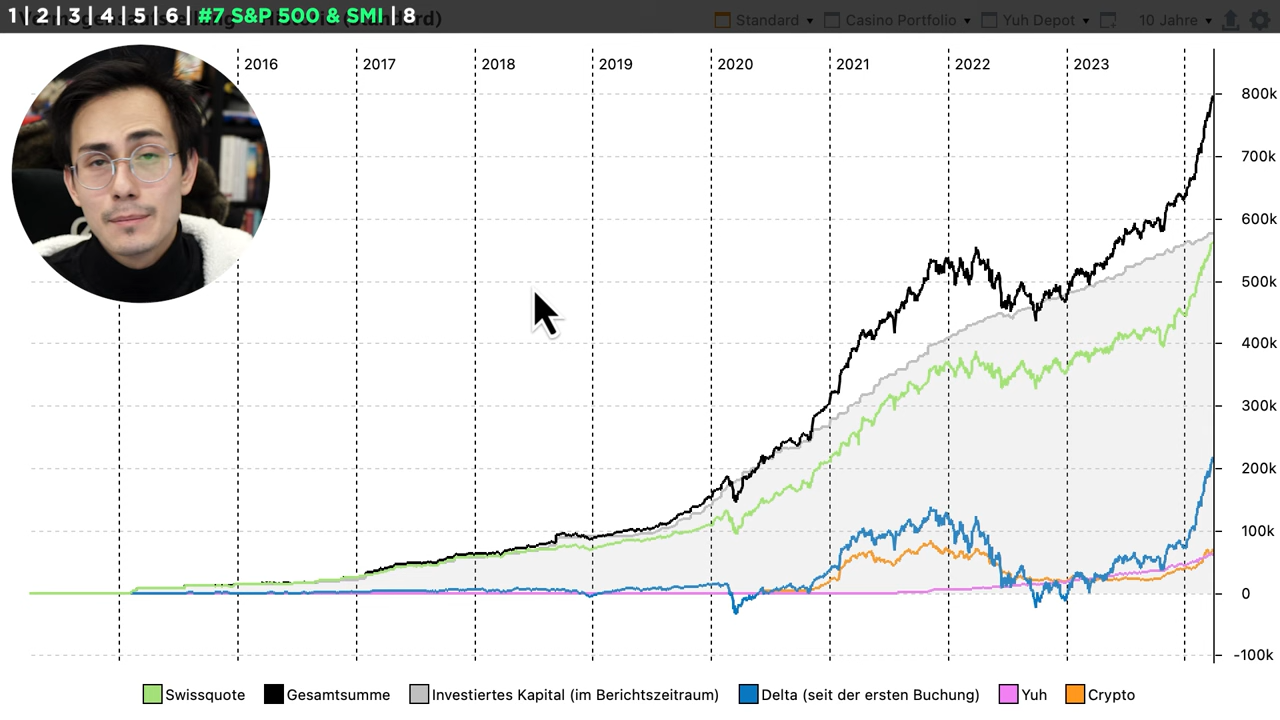 1 | 2 | 3 | 4 | 5 | 6 | #7 S&P 500 & SMI | 8
Standard Casino Portfolio Yuh Depot 10 Jahre
2016 2017 2018 2019 2020 2021 2022 2023
800k
700k
600k
500k
400k
300k
200k
100k
0
-100k
Swissquote Gesamtsumme Investiertes Kapital (im Berichtszeitraum) Delta (seit der ersten Buchung) Yuh Crypto